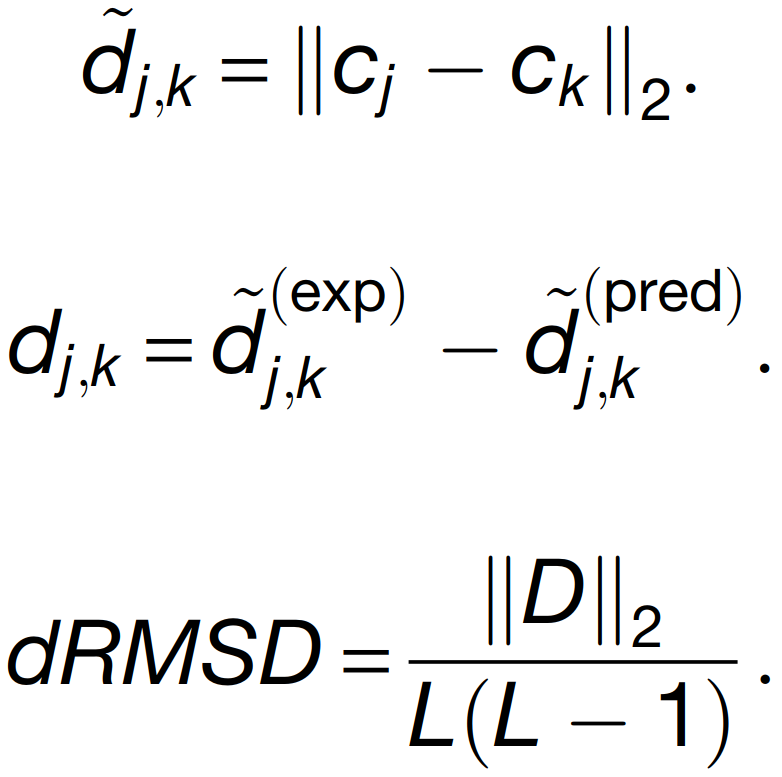 d̃_{j,k} = ‖c_j − c_k‖_2.
d_{j,k} = d̃_{j,k}^{(exp)} − d̃_{j,k}^{(pred)}.
dRMSD = ‖D‖_2 / L(L − 1).